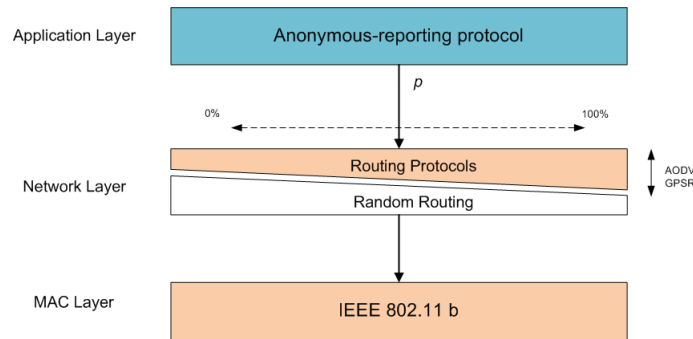 Application Layer
Anonymous-reporting protocol
p
0%
100%
Routing Protocols
Network Layer
AODV
GPSR
Random Routing
MAC Layer
IEEE 802.11 b